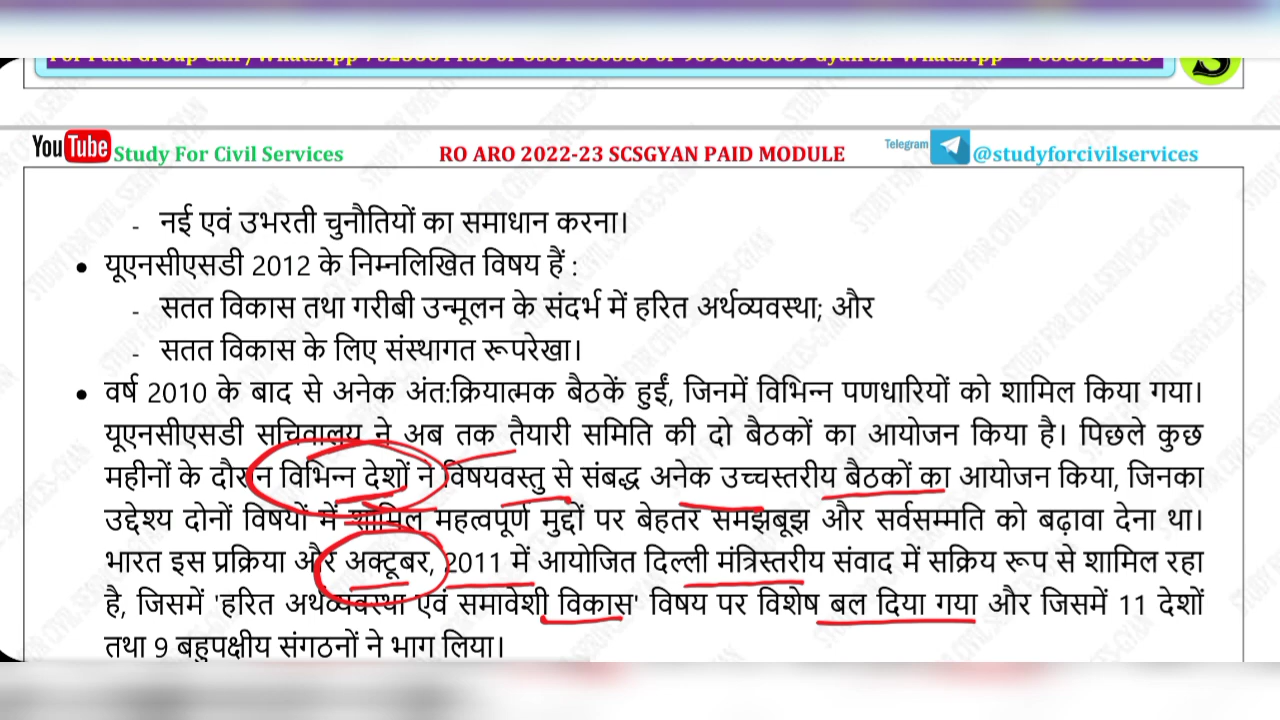 YouTube Study For Civil Services RO ARO 2022-23 SCSGYAN PAID MODULE Telegram @studyforcivilservices
- नई एवं उभरती चुनौतियों का समाधान करना।
• यूएनसीएसडी 2012 के निम्नलिखित विषय हैं :
- सतत विकास तथा गरीबी उन्मूलन के संदर्भ में हरित अर्थव्यवस्था; और
- सतत विकास के लिए संस्थागत रूपरेखा।
• वर्ष 2010 के बाद से अनेक अंत:क्रियात्मक बैठकें हुईं, जिनमें विभिन्न पणधारियों को शामिल किया गया।
यूएनसीएसडी सचिवालय ने अब तक तैयारी समिति की दो बैठकों का आयोजन किया है। पिछले कुछ
महीनों के दौरान विभिन्न देशों ने विषयवस्तु से संबद्ध अनेक उच्चस्तरीय बैठकों का आयोजन किया, जिनका
उद्देश्य दोनों विषयों में शामिल महत्वपूर्ण मुद्दों पर बेहतर समझबूझ और सर्वसम्मति को बढ़ावा देना था।
भारत इस प्रक्रिया और अक्टूबर, 2011 में आयोजित दिल्ली मंत्रिस्तरीय संवाद में सक्रिय रूप से शामिल रहा
है, जिसमें 'हरित अर्थव्यवस्था एवं समावेशी विकास' विषय पर विशेष बल दिया गया और जिसमें 11 देशों
तथा 9 बहुपक्षीय संगठनों ने भाग लिया।